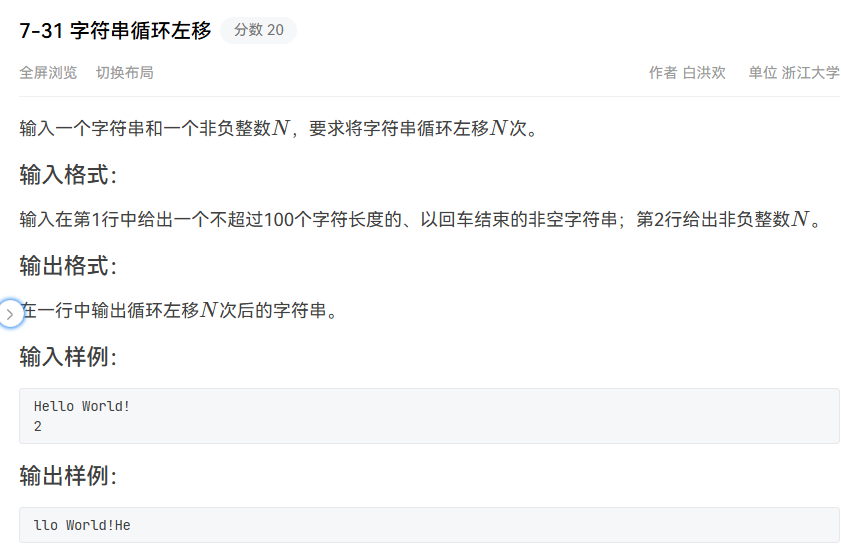 7-31 字符串循环左移 分数 20
全屏浏览 切换布局 作者 白洪欢 单位 浙江大学
输入一个字符串和一个非负整数N，要求将字符串循环左移N次。
输入格式：
输入在第1行中给出一个不超过100个字符长度的、以回车结束的非空字符串；第2行给出非负整数N。
输出格式：
在一行中输出循环左移N次后的字符串。
输入样例：
Hello World!
2
输出样例：
llo World!He